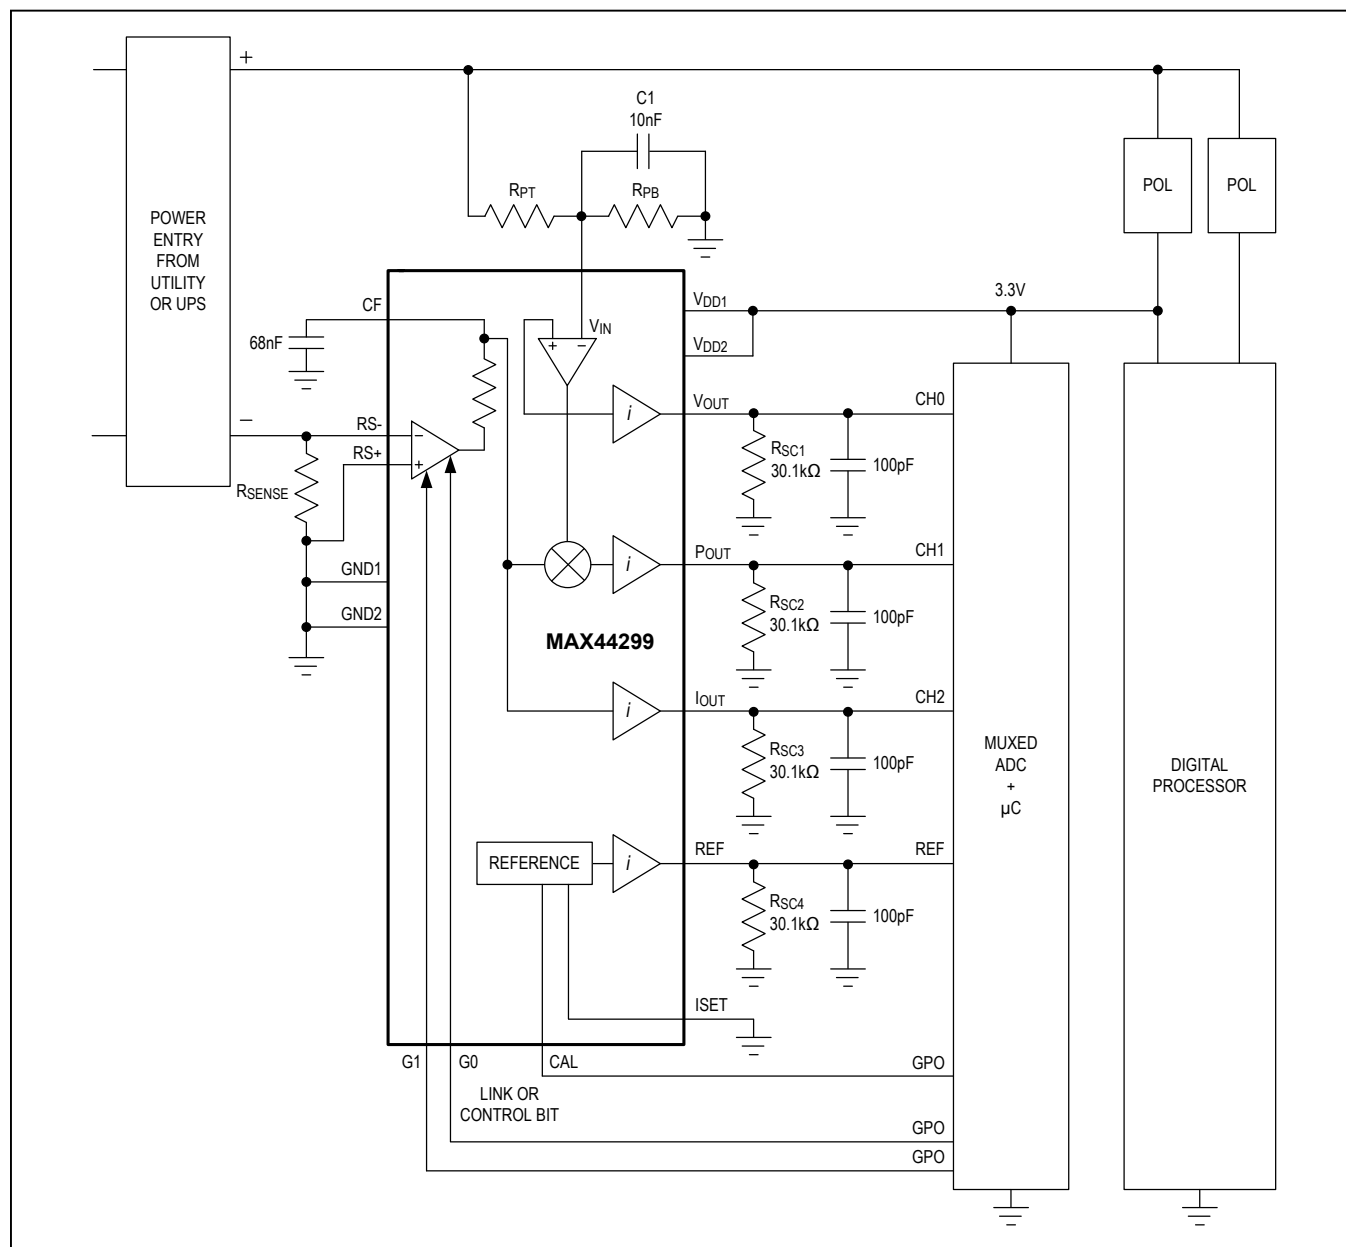 +
C1
10nF
RPT
RPB
POL
POL
POWER
ENTRY
FROM
UTILITY
OR UPS
CF
68nF
VIN
+ −
VDD1
VDD2
3.3V
i
VOUT
CH0
RSC1
30.1kΩ
100pF
−
RS-
−
RS+
+
RSENSE
i
POUT
CH1
RSC2
30.1kΩ
100pF
GND1
GND2
MAX44299
i
IOUT
CH2
RSC3
30.1kΩ
100pF
MUXED
ADC
+
µC
DIGITAL
PROCESSOR
REFERENCE
i
REF
REF
RSC4
30.1kΩ
100pF
ISET
G1
G0
CAL
GPO
LINK OR
CONTROL BIT
GPO
GPO